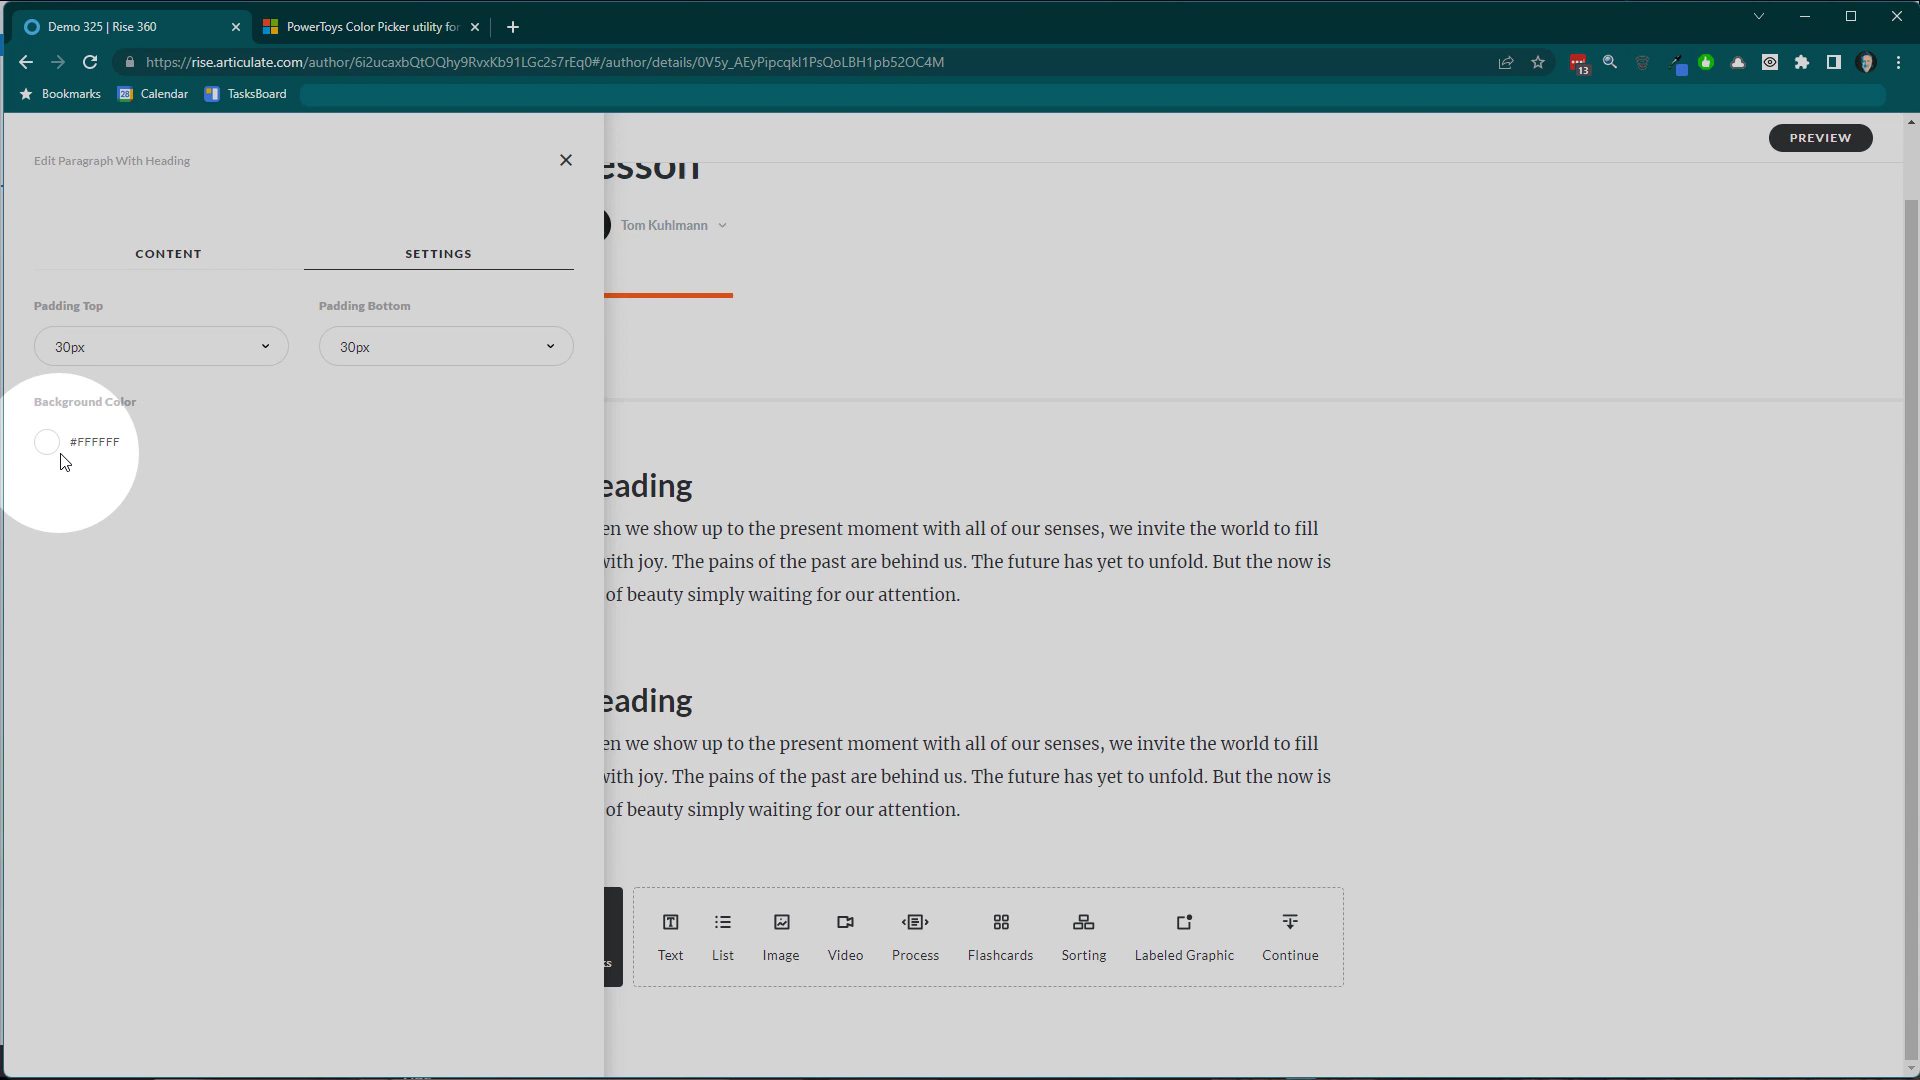 Demo 325 | Rise 360
PowerToys Color Picker utility for
https://rise.articulate.com/author/6i2ucaxbQtOQhy9RvxKb91LGc2s7rEq0#/author/details/0V5y_AEyPipcqkl1PsQoLBH1pb52OC4M
13
Bookmarks
28
Calendar
TasksBoard
PREVIEW
Edit Paragraph With Heading
esson
Tom Kuhlmann
CONTENT
SETTINGS
Padding Top
Padding Bottom
30px
30px
Background Color
#FFFFFF
eading
en we show up to the present moment with all of our senses, we invite the world to fill
with joy. The pains of the past are behind us. The future has yet to unfold. But the now is
of beauty simply waiting for our attention.
eading
en we show up to the present moment with all of our senses, we invite the world to fill
with joy. The pains of the past are behind us. The future has yet to unfold. But the now is
of beauty simply waiting for our attention.
ks
Text
List
Image
Video
Process
Flashcards
Sorting
Labeled Graphic
Continue